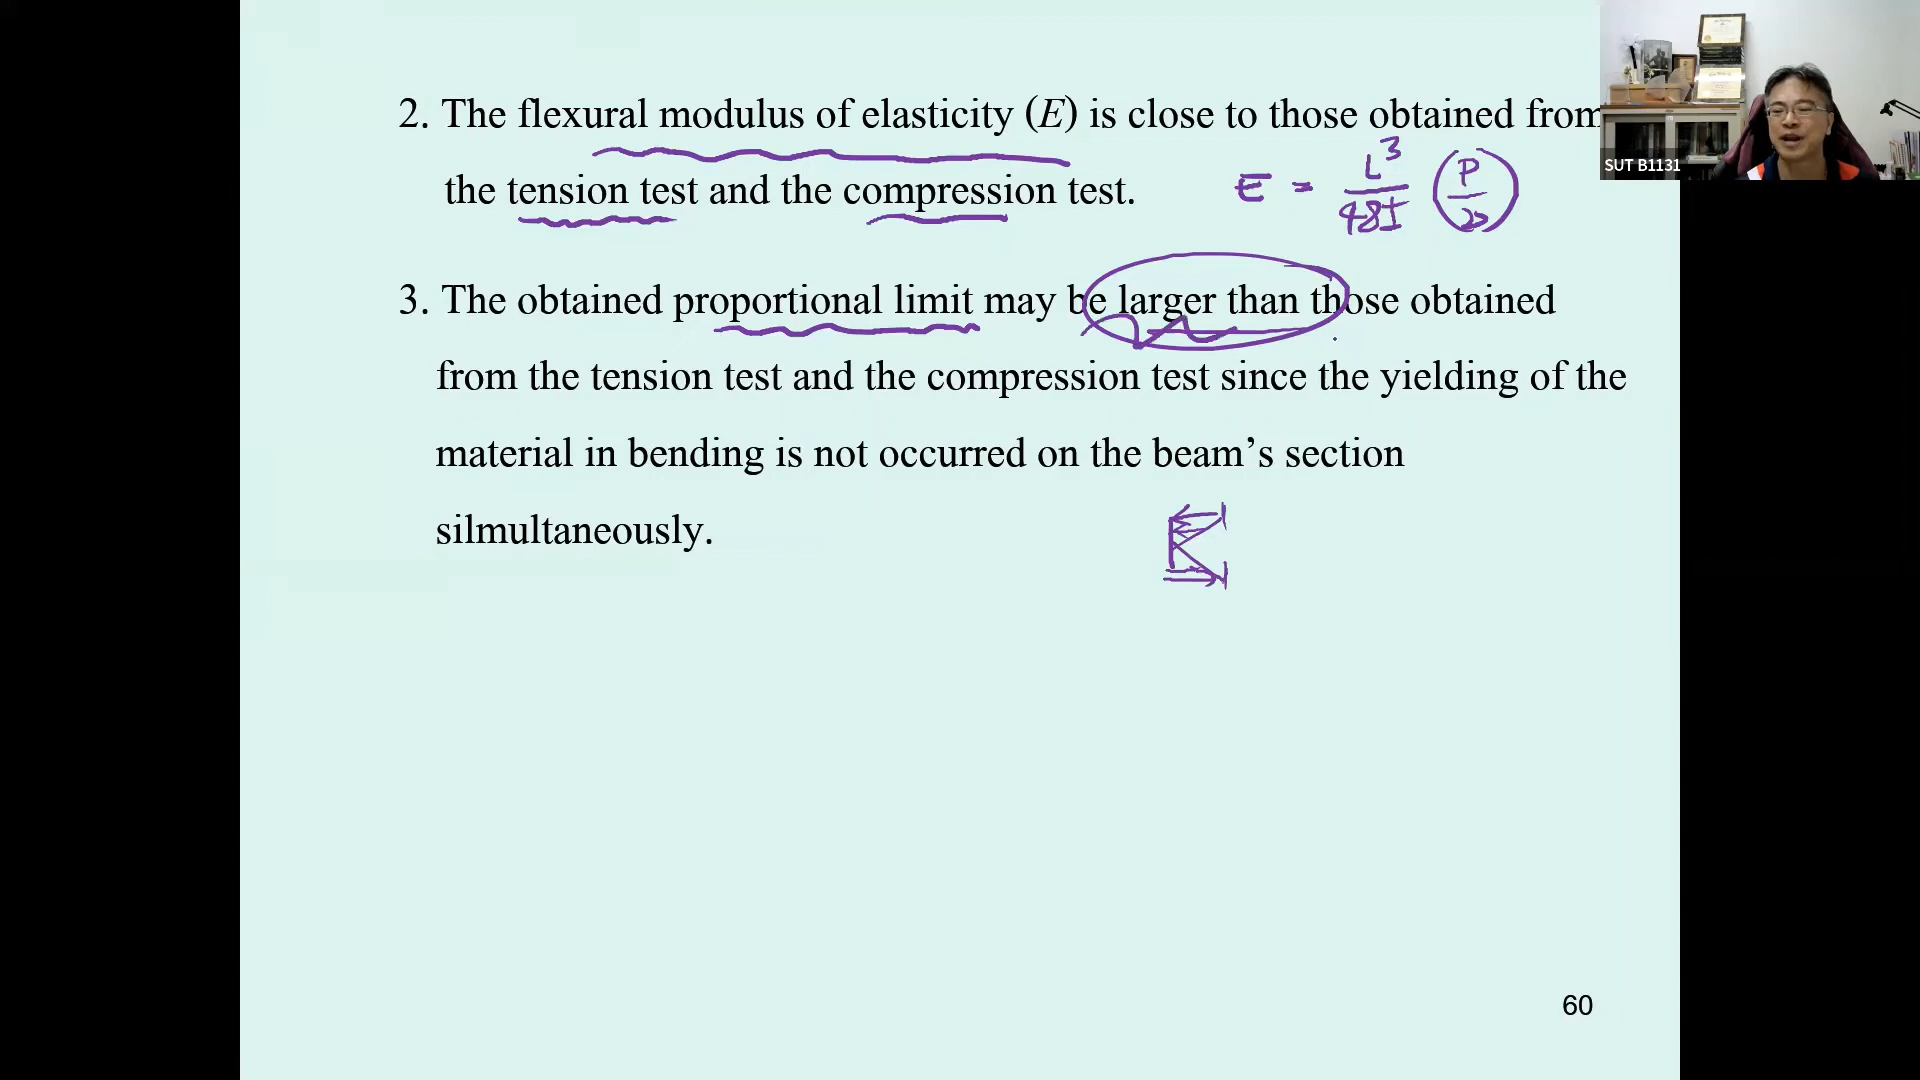 2. The flexural modulus of elasticity (E) is close to those obtained from
the tension test and the compression test.
E = L³/48I (P/
3. The obtained proportional limit may be larger than those obtained
from the tension test and the compression test since the yielding of the
material in bending is not occurred on the beam’s section
silmultaneously.
SUT B1131
60